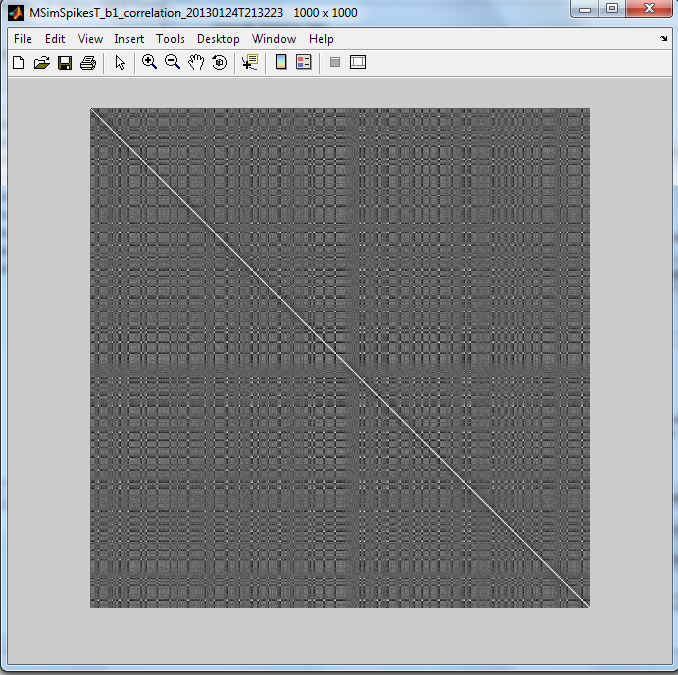 MSimSpikesT_b1_correlation_20130124T213223 1000 x 1000
File Edit View Insert Tools Desktop Window Help